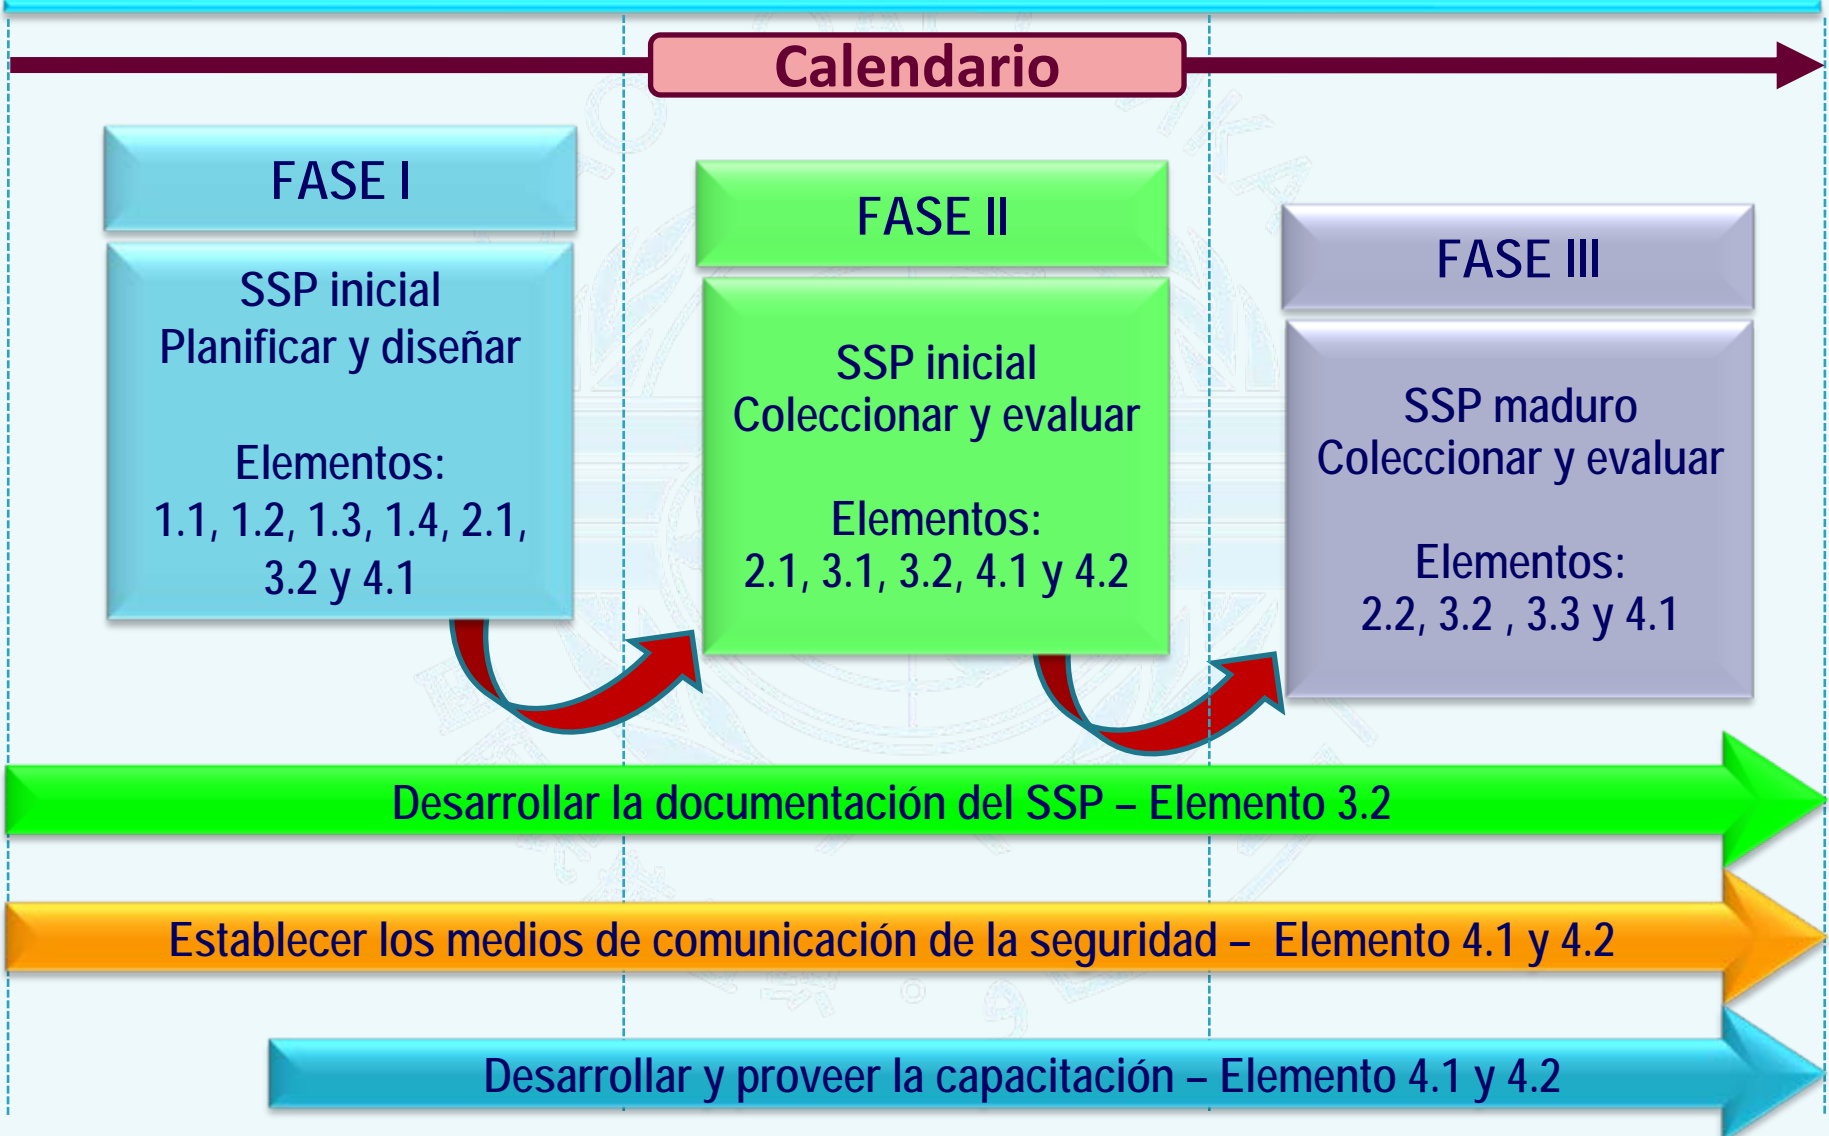 Calendario
FASE I
SSP inicial
Planificar y diseñar
Elementos:
1.1, 1.2, 1.3, 1.4, 2.1,
3.2 y 4.1
FASE II
SSP inicial
Coleccionar y evaluar
Elementos:
2.1, 3.1, 3.2, 4.1 y 4.2
FASE III
SSP maduro
Coleccionar y evaluar
Elementos:
2.2, 3.2 , 3.3 y 4.1
Desarrollar la documentación del SSP – Elemento 3.2
Establecer los medios de comunicación de la seguridad – Elemento 4.1 y 4.2
Desarrollar y proveer la capacitación – Elemento 4.1 y 4.2